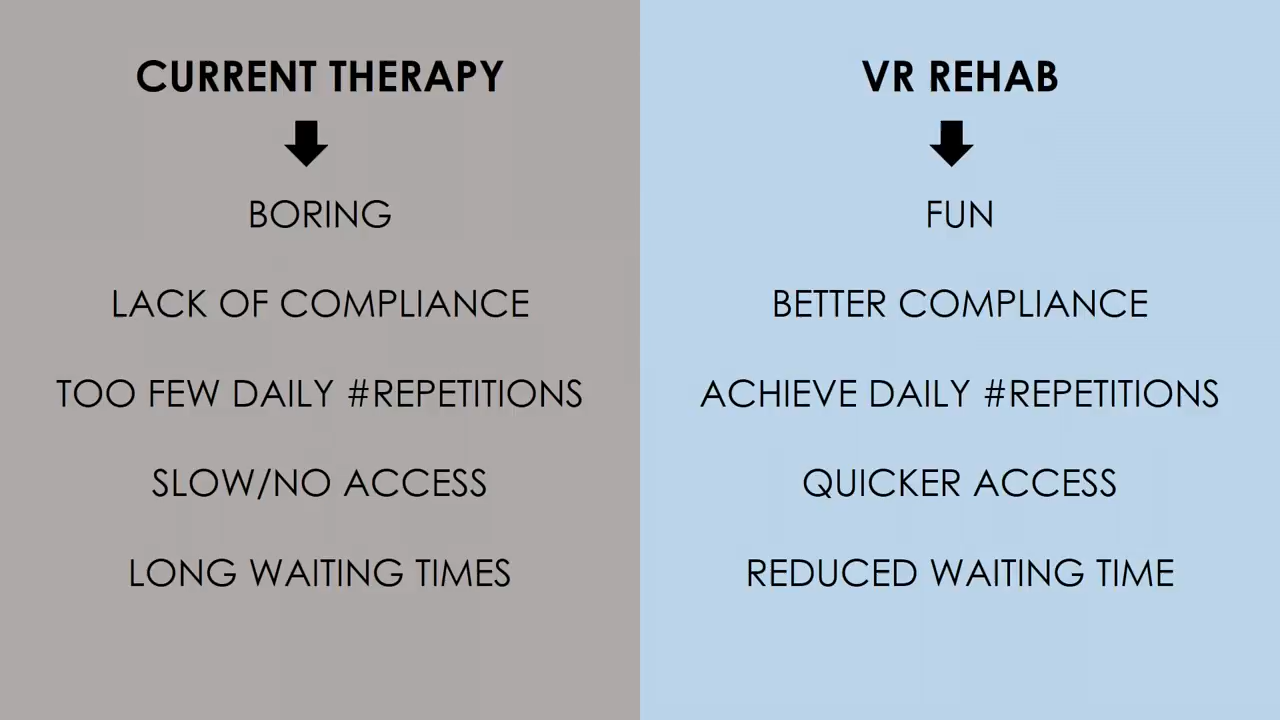 CURRENT THERAPY
BORING
LACK OF COMPLIANCE
TOO FEW DAILY #REPETITIONS
SLOW/NO ACCESS
LONG WAITING TIMES
VR REHAB
FUN
BETTER COMPLIANCE
ACHIEVE DAILY #REPETITIONS
QUICKER ACCESS
REDUCED WAITING TIME